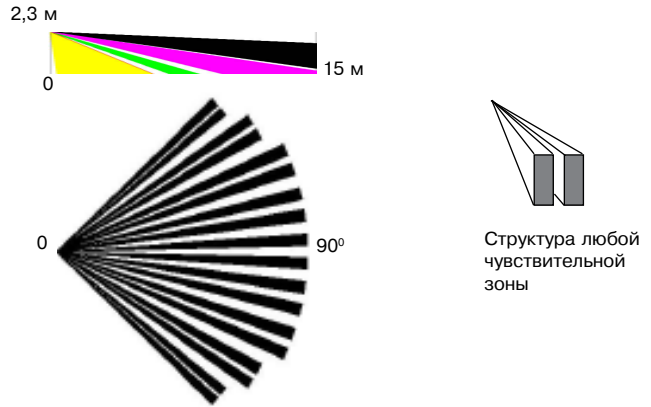 2,3 м
15 м
0
0
90⁰
Структура любой
чувствительной
зоны